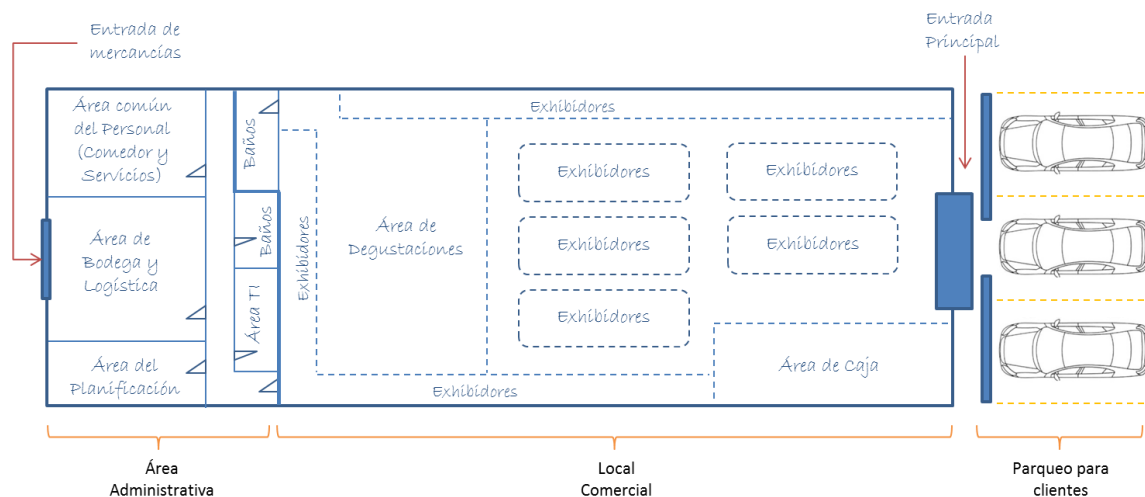 Entrada de
mercancías
Entrada
Principal
Área común
del Personal
(Comedor y
Servicios)
Baños
Exhibidores
Exhibidores
Exhibidores
Área de
Degustaciones
Exhibidores
Exhibidores
Exhibidores
Área de
Bodega y
Logística
Baños
Exhibidores
Exhibidores
Área TI
Área del
Planificación
Exhibidores
Área de Caja
Área
Administrativa
Local
Comercial
Parqueo para
clientes